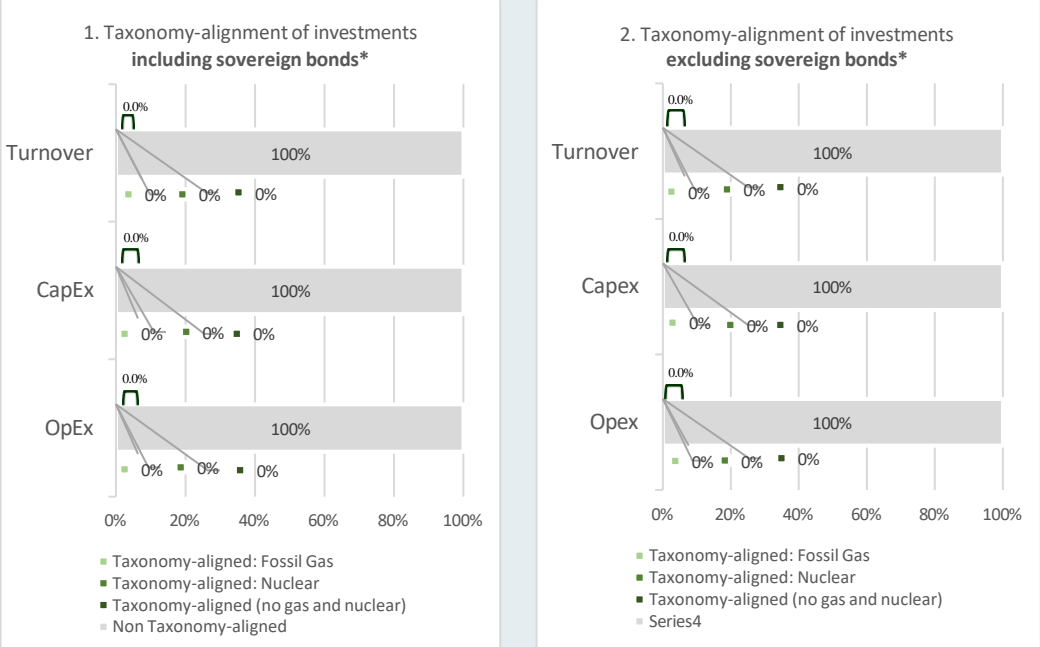 1. Taxonomy-alignment of investments
including sovereign bonds*
0.0%
Turnover
100%
0% 0% 0%
0.0%
CapEx
100%
0% 0% 0%
0.0%
OpEx
100%
0% 0% 0%
0% 20% 40% 60% 80% 100%
Taxonomy-aligned: Fossil Gas
Taxonomy-aligned: Nuclear
Taxonomy-aligned (no gas and nuclear)
Non Taxonomy-aligned
2. Taxonomy-alignment of investments
excluding sovereign bonds*
0.0%
Turnover
100%
0% 0% 0%
0.0%
Capex
100%
0% 0% 0%
0.0%
Opex
100%
0% 0% 0%
0% 20% 40% 60% 80% 100%
Taxonomy-aligned: Fossil Gas
Taxonomy-aligned: Nuclear
Taxonomy-aligned (no gas and nuclear)
Series4